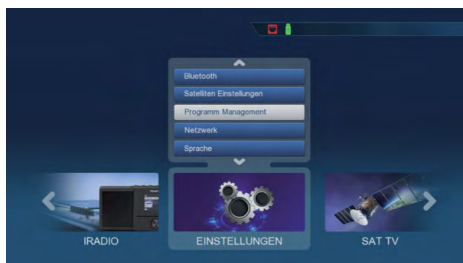 Bluetooth
Satelliten Einstellungen
Programm Management
Netzwerk
Sprache
IRADIO
EINSTELLUNGEN
SAT TV